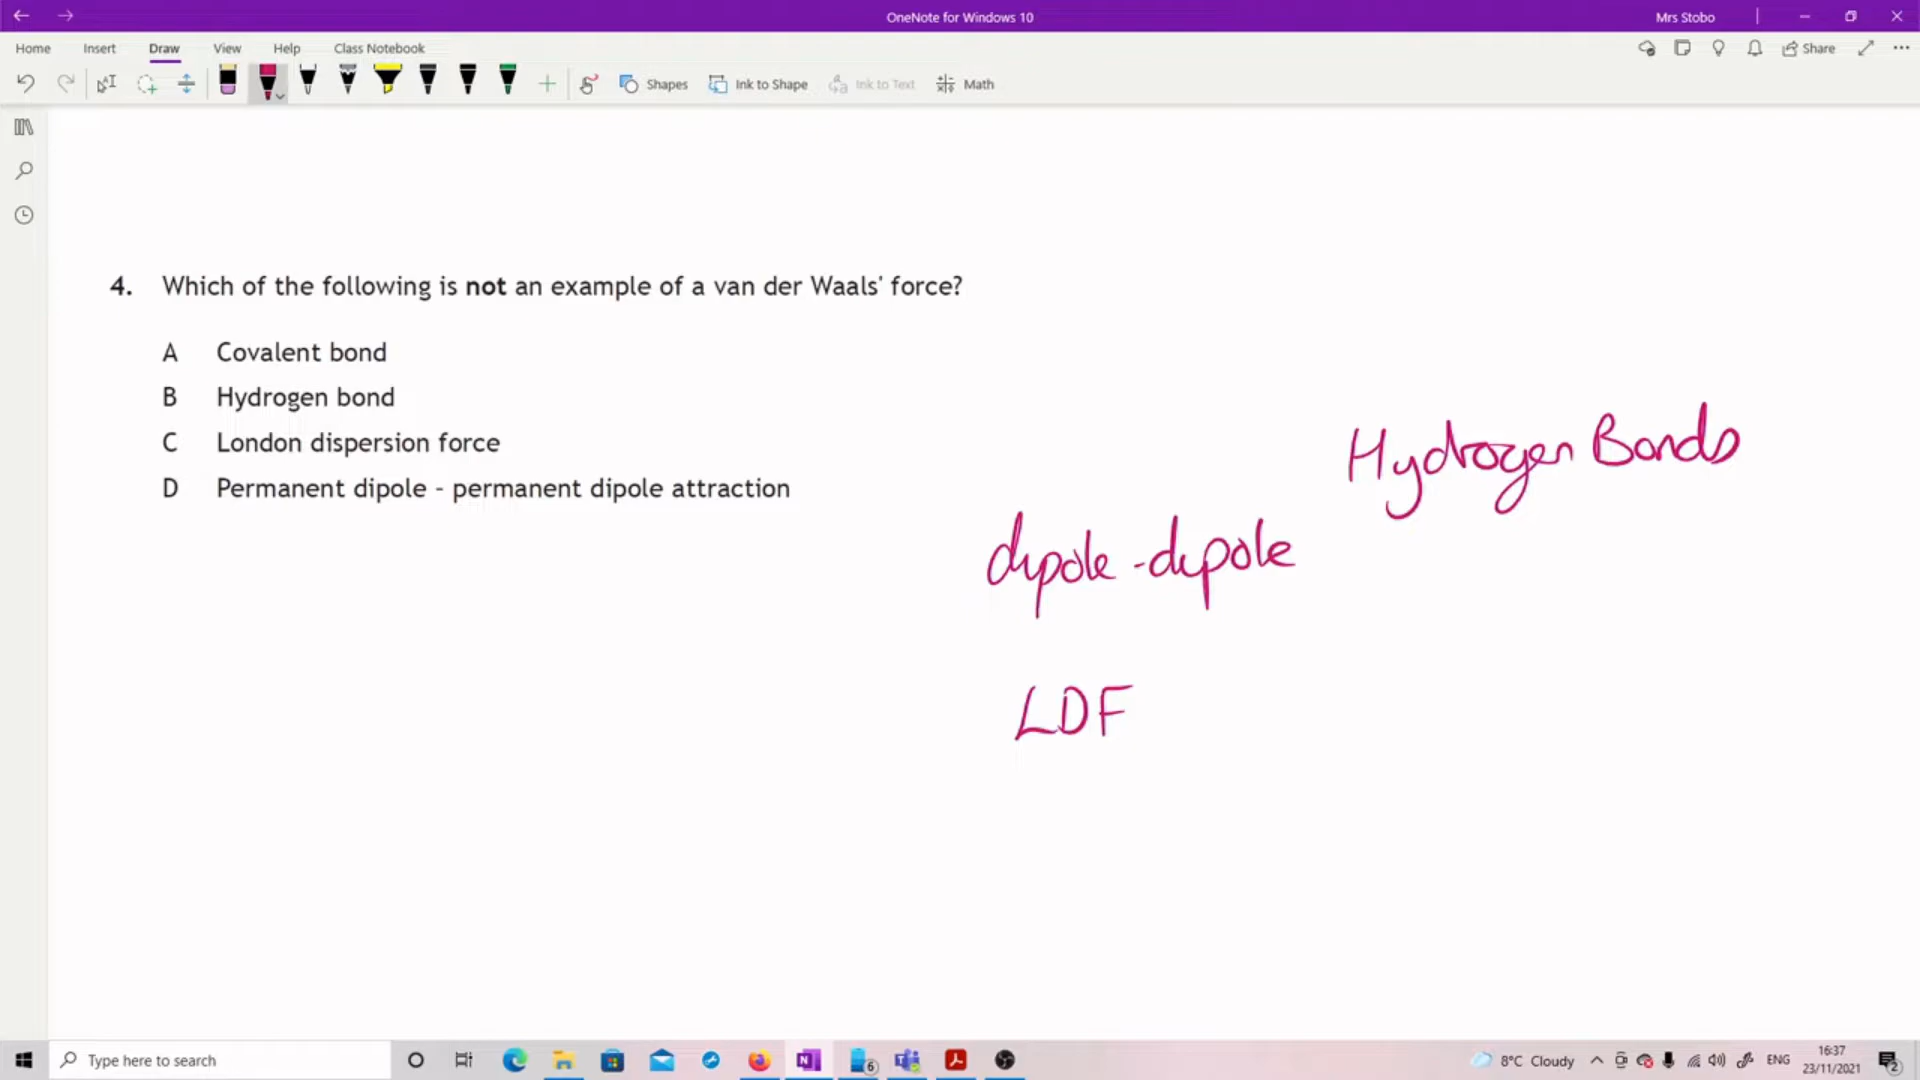 OneNote for Windows 10
Mrs Stobo
Home Insert Draw View Help Class Notebook
Share
Shapes Ink to Shape Ink to Text Math
4. Which of the following is not an example of a van der Waals' force?
A Covalent bond
B Hydrogen bond
C London dispersion force
D Permanent dipole – permanent dipole attraction
Hydrogen Bonds
dipole - dipole
LDF
Type here to search
6
8°C Cloudy
ENG
16:37
23/11/2021
2